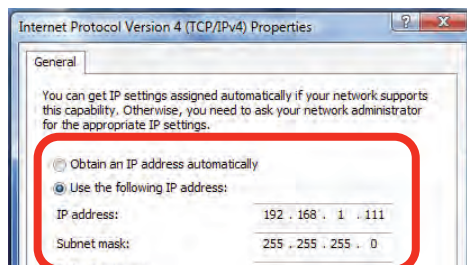 Internet Protocol Version 4 (TCP/IPv4) Properties
General
You can get IP settings assigned automatically if your network supports
this capability. Otherwise, you need to ask your network administrator
for the appropriate IP settings.
Obtain an IP address automatically
Use the following IP address:
IP address: 192 . 168 . 1 . 111
Subnet mask: 255 . 255 . 255 . 0